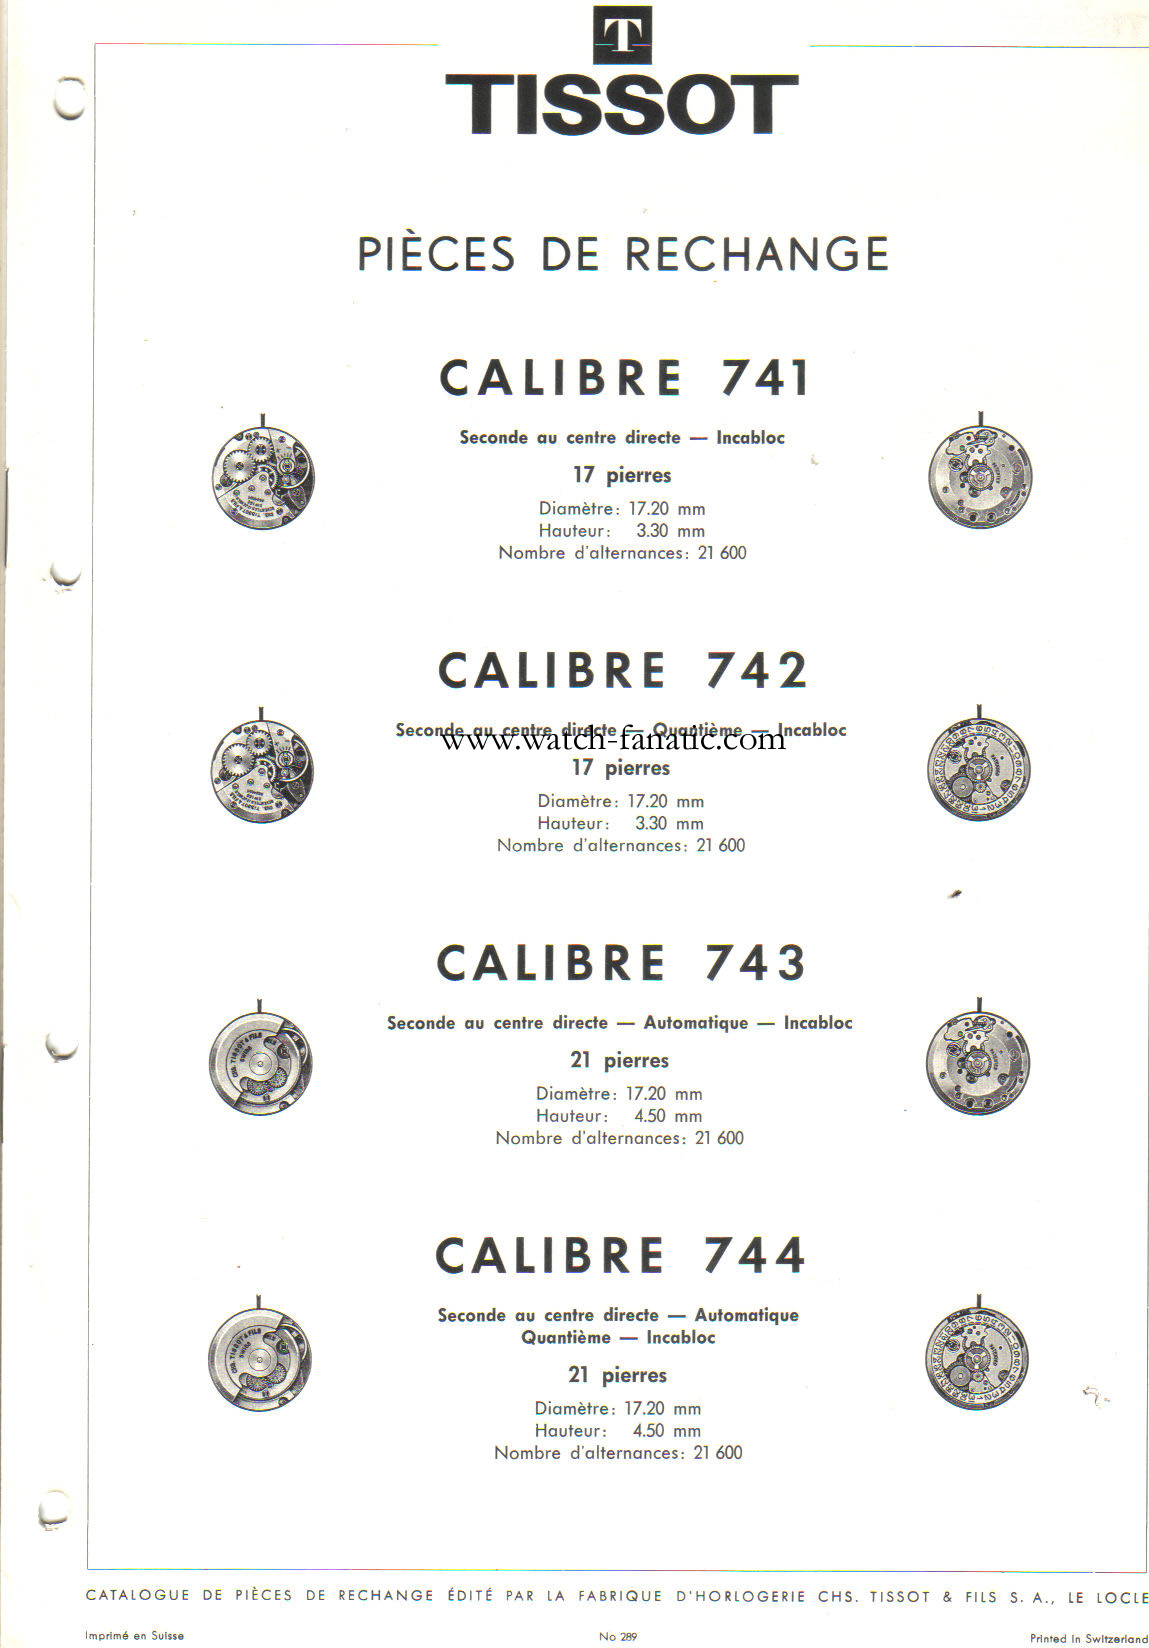 T
TISSOT
PIÈCES DE RECHANGE
CALIBRE 741
Seconde au centre directe — Incabloc
17 pierres
Diamètre: 17.20 mm
Hauteur: 3.30 mm
Nombre d'alternances: 21 600
CALIBRE 742
Seconde au centre directe — Quantième — Incabloc
www.watch-fanatic.com
17 pierres
Diamètre: 17.20 mm
Hauteur: 3.30 mm
Nombre d'alternances: 21 600
CALIBRE 743
Seconde au centre directe — Automatique — Incabloc
21 pierres
Diamètre: 17.20 mm
Hauteur: 4.50 mm
Nombre d'alternances: 21 600
CALIBRE 744
Seconde au centre directe — Automatique
Quantième — Incabloc
21 pierres
Diamètre: 17.20 mm
Hauteur: 4.50 mm
Nombre d'alternances: 21 600
CATALOGUE DE PIÈCES DE RECHANGE ÉDITÉ PAR LA FABRIQUE D'HORLOGERIE CHS. TISSOT & FILS S. A., LE LOCLE
Imprimé en Suisse
No 289
Printed in Switzerland